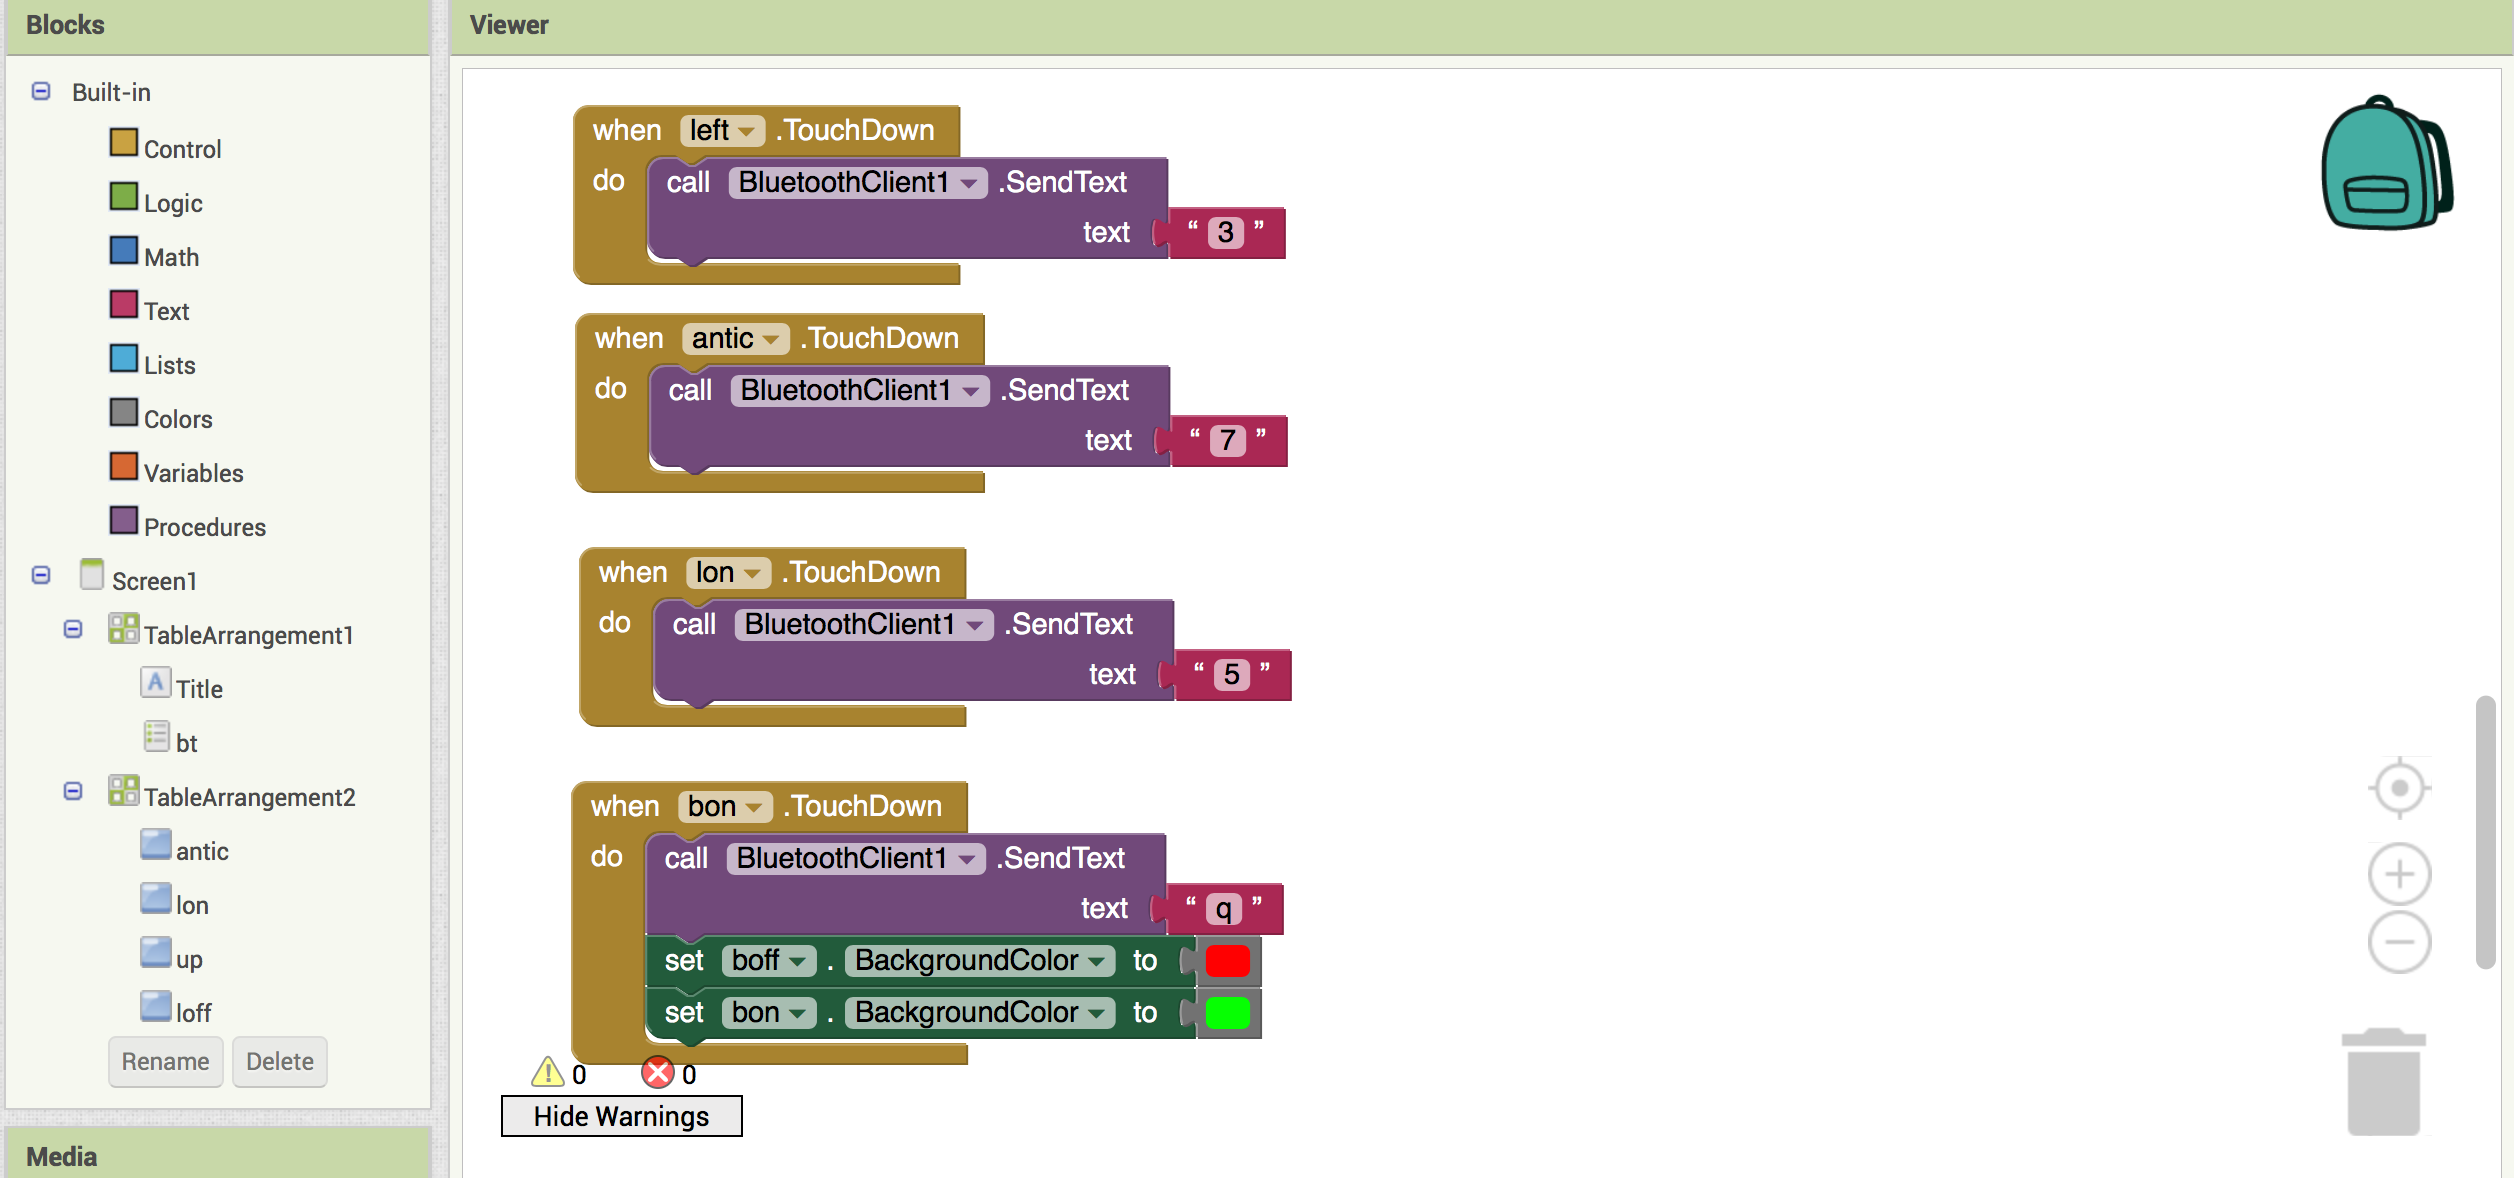 Blocks
Built-in
Control
Logic
Math
Text
Lists
Colors
Variables
Procedures
Screen1
TableArrangement1
Title
bt
TableArrangement2
antic
lon
up
loff
Rename Delete
Media
Viewer
when left .TouchDown
do call BluetoothClient1 .SendText
text “ 3 ”
when antic .TouchDown
do call BluetoothClient1 .SendText
text “ 7 ”
when lon .TouchDown
do call BluetoothClient1 .SendText
text “ 5 ”
when bon .TouchDown
do call BluetoothClient1 .SendText
text “ q ”
set boff . BackgroundColor to
set bon . BackgroundColor to
0 0
Hide Warnings